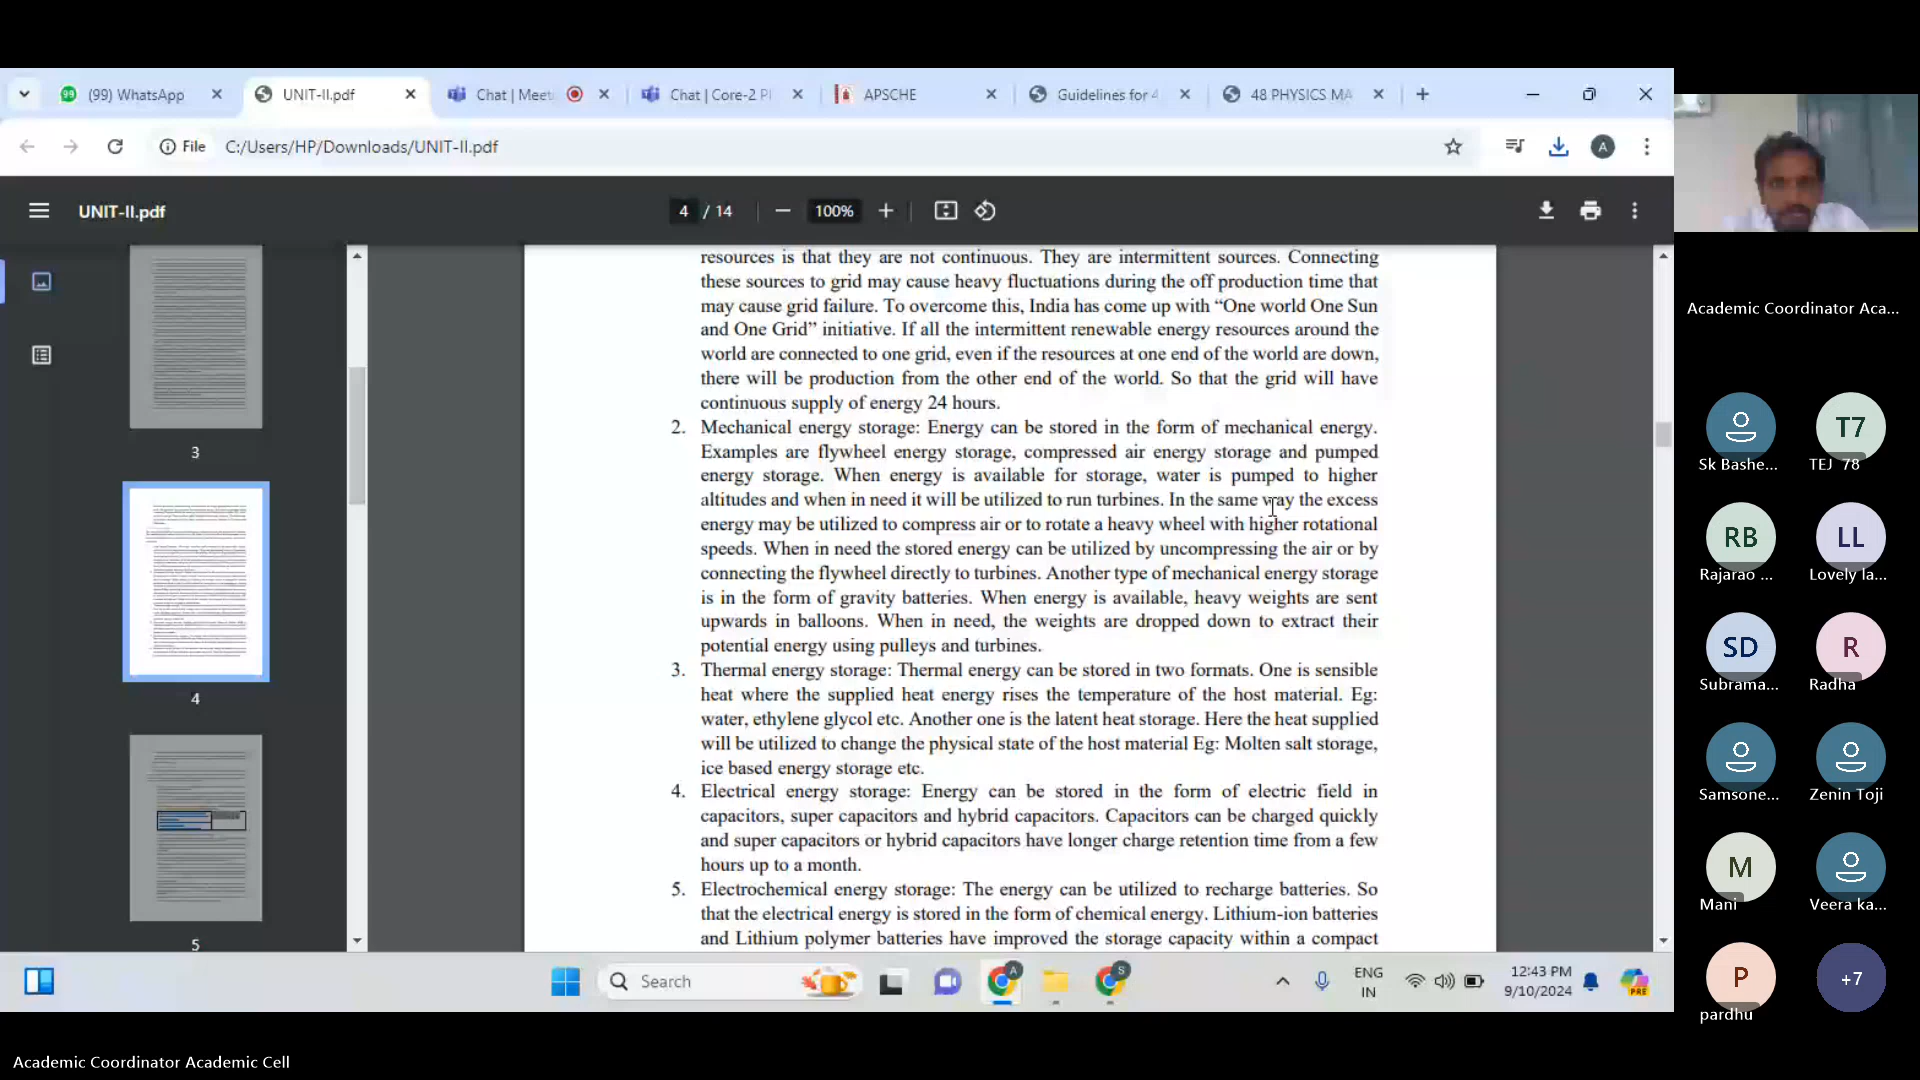 (99) WhatsApp
UNIT-II.pdf
Chat | Meet
Chat | Core-2 P
APSCHE
Guidelines for 4
48 PHYSICS MA
File
C:/Users/HP/Downloads/UNIT-II.pdf
A
UNIT-II.pdf
4 / 14
100%
resources is that they are not continuous. They are intermittent sources. Connecting
these sources to grid may cause heavy fluctuations during the off production time that
may cause grid failure. To overcome this, India has come up with “One world One Sun
and One Grid” initiative. If all the intermittent renewable energy resources around the
world are connected to one grid, even if the resources at one end of the world are down,
there will be production from the other end of the world. So that the grid will have
continuous supply of energy 24 hours.
2. Mechanical energy storage: Energy can be stored in the form of mechanical energy.
Examples are flywheel energy storage, compressed air energy storage and pumped
energy storage. When energy is available for storage, water is pumped to higher
altitudes and when in need it will be utilized to run turbines. In the same way the excess
energy may be utilized to compress air or to rotate a heavy wheel with higher rotational
speeds. When in need the stored energy can be utilized by uncompressing the air or by
connecting the flywheel directly to turbines. Another type of mechanical energy storage
is in the form of gravity batteries. When energy is available, heavy weights are sent
upwards in balloons. When in need, the weights are dropped down to extract their
potential energy using pulleys and turbines.
3. Thermal energy storage: Thermal energy can be stored in two formats. One is sensible
heat where the supplied heat energy rises the temperature of the host material. Eg:
water, ethylene glycol etc. Another one is the latent heat storage. Here the heat supplied
will be utilized to change the physical state of the host material Eg: Molten salt storage,
ice based energy storage etc.
4. Electrical energy storage: Energy can be stored in the form of electric field in
capacitors, super capacitors and hybrid capacitors. Capacitors can be charged quickly
and super capacitors or hybrid capacitors have longer charge retention time from a few
hours up to a month.
5. Electrochemical energy storage: The energy can be utilized to recharge batteries. So
that the electrical energy is stored in the form of chemical energy. Lithium-ion batteries
and Lithium polymer batteries have improved the storage capacity within a compact
3
4
5
Academic Coordinator Aca...
T7
Sk Bashe...
TEJ 78
RB
LL
Rajarao ...
Lovely la...
SD
R
Subrama...
Radha
Samsone...
Zenin Toji
M
Mani
Veera ka...
P
+7
pardhu
Search
A
S
ENG
IN
12:43 PM
9/10/2024
PRE
Academic Coordinator Academic Cell